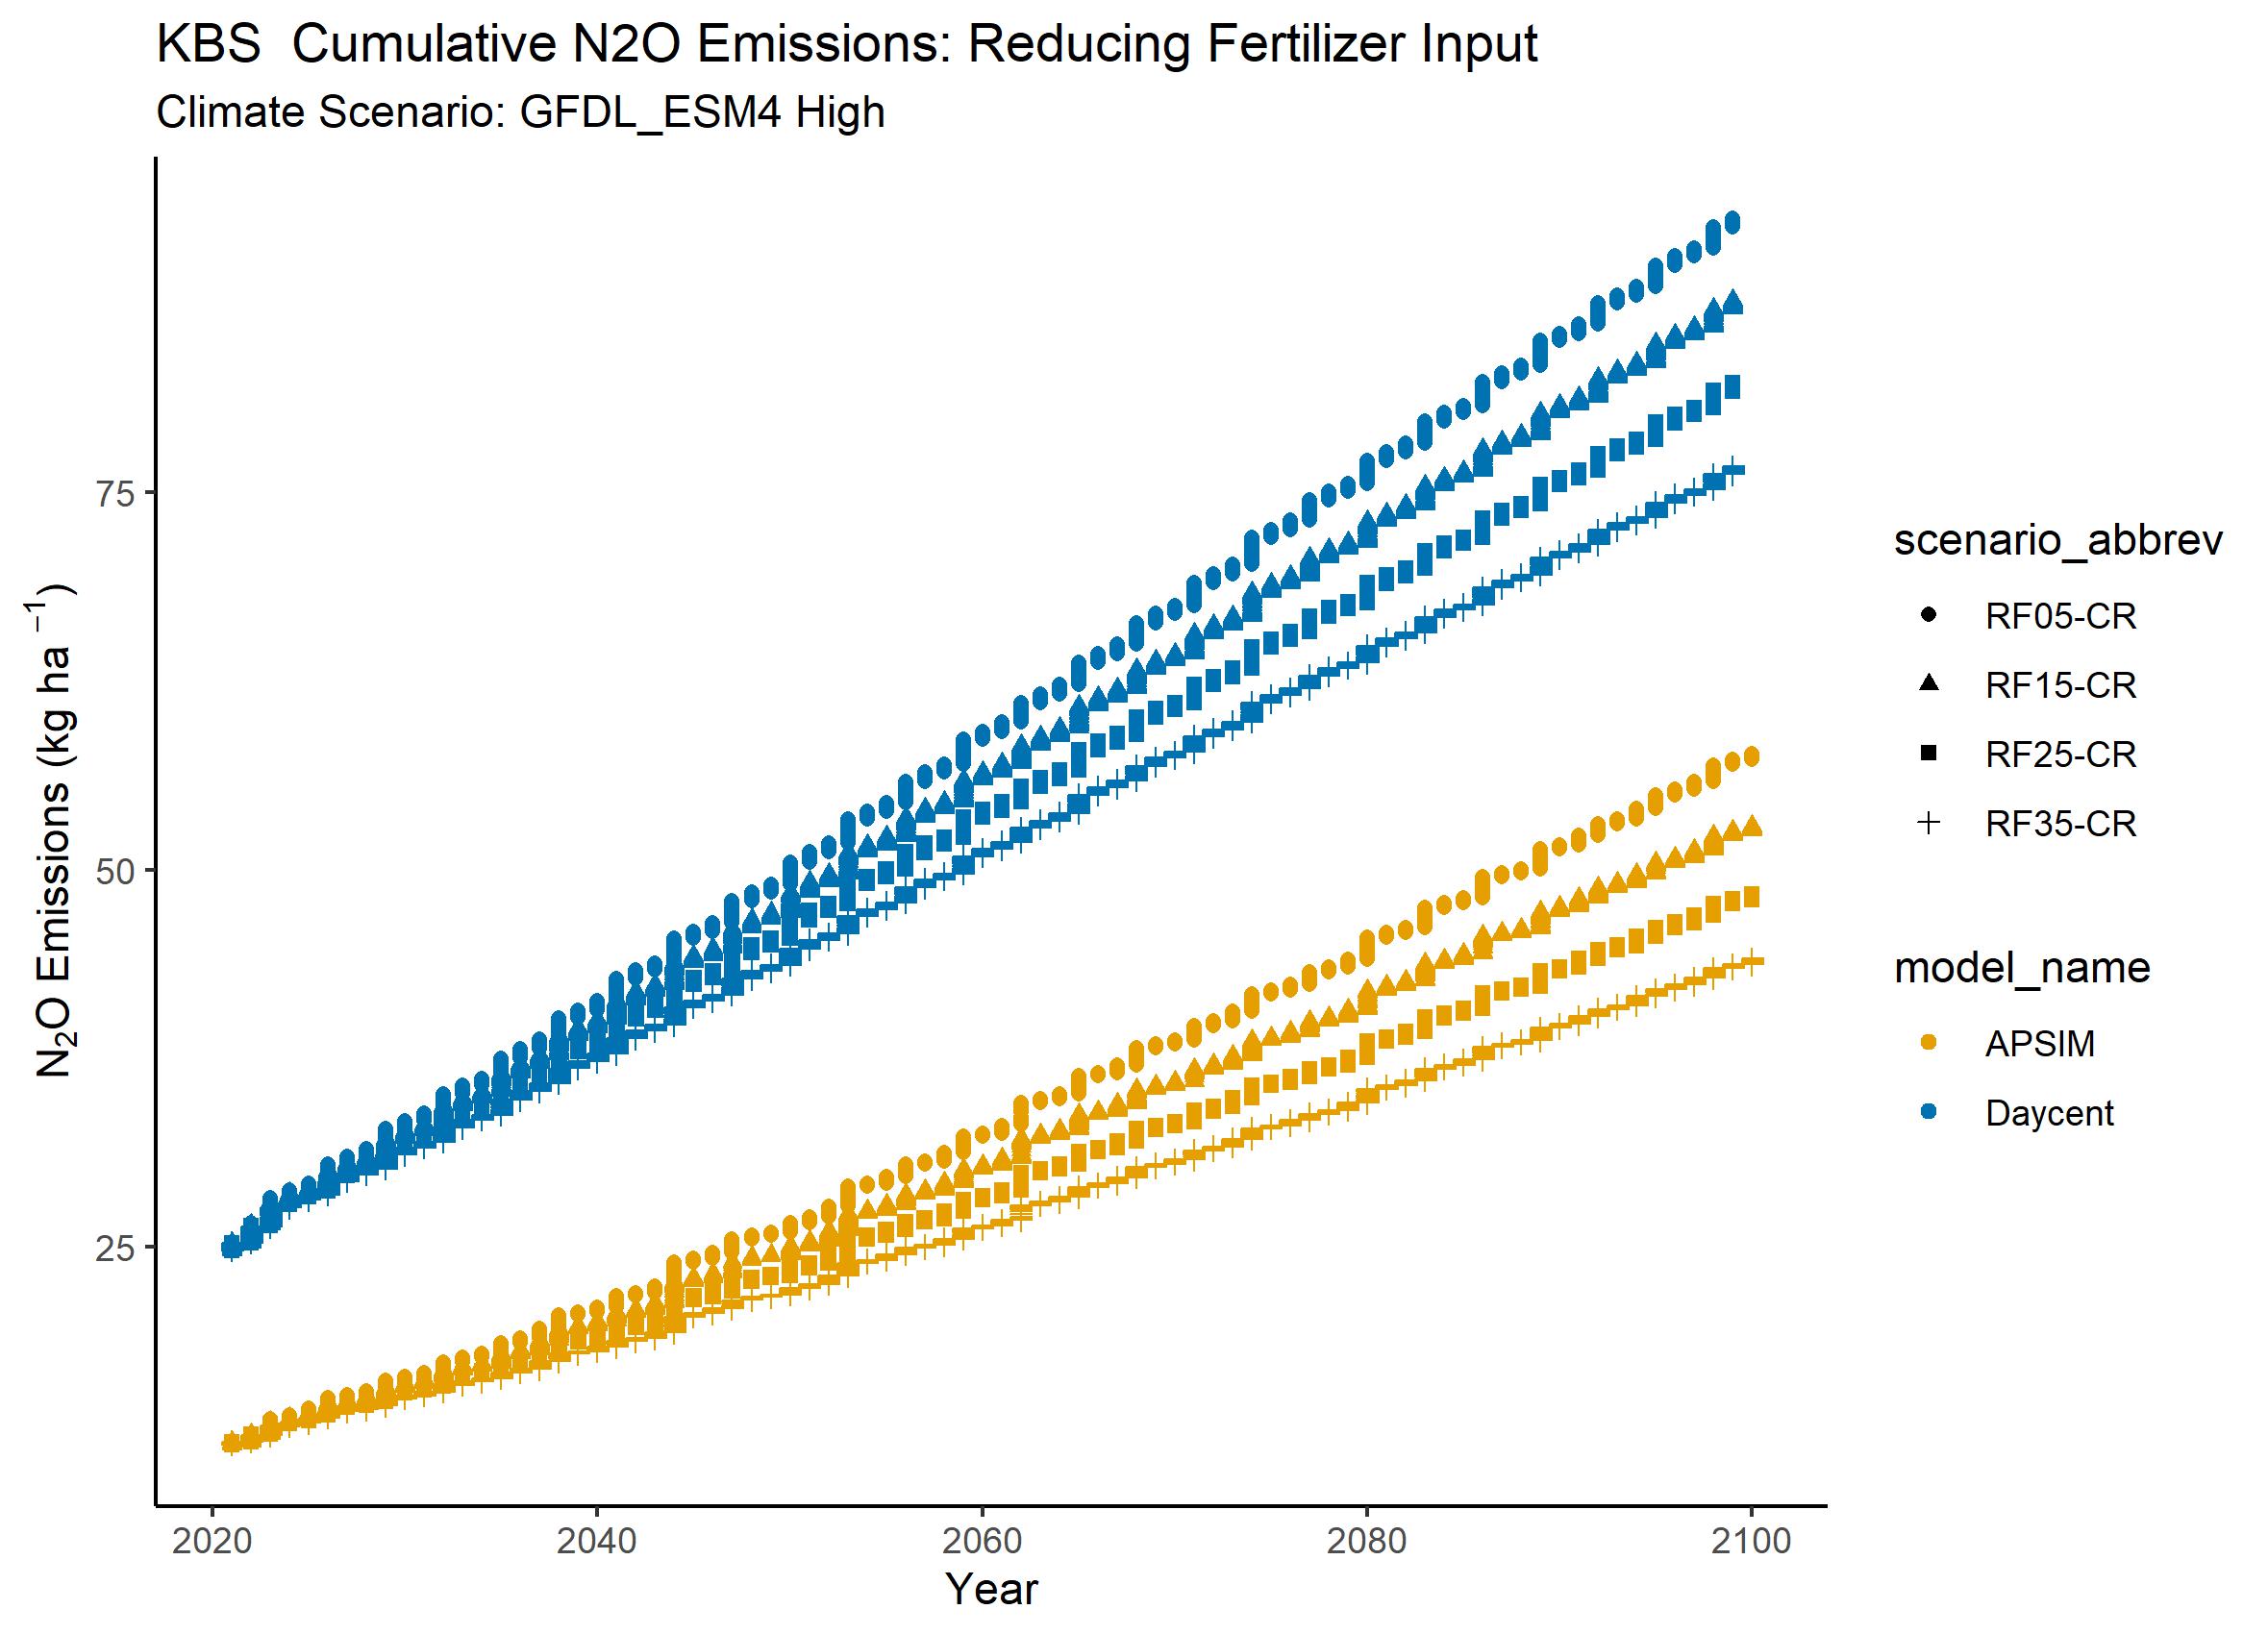 KBS  Cumulative N2O Emissions: Reducing Fertilizer Input
Climate Scenario: GFDL_ESM4 High
N₂O Emissions (kg ha ⁻¹)
75
50
25
2020
2040
2060
2080
2100
Year
scenario_abbrev
RF05-CR
RF15-CR
RF25-CR
RF35-CR
model_name
APSIM
Daycent